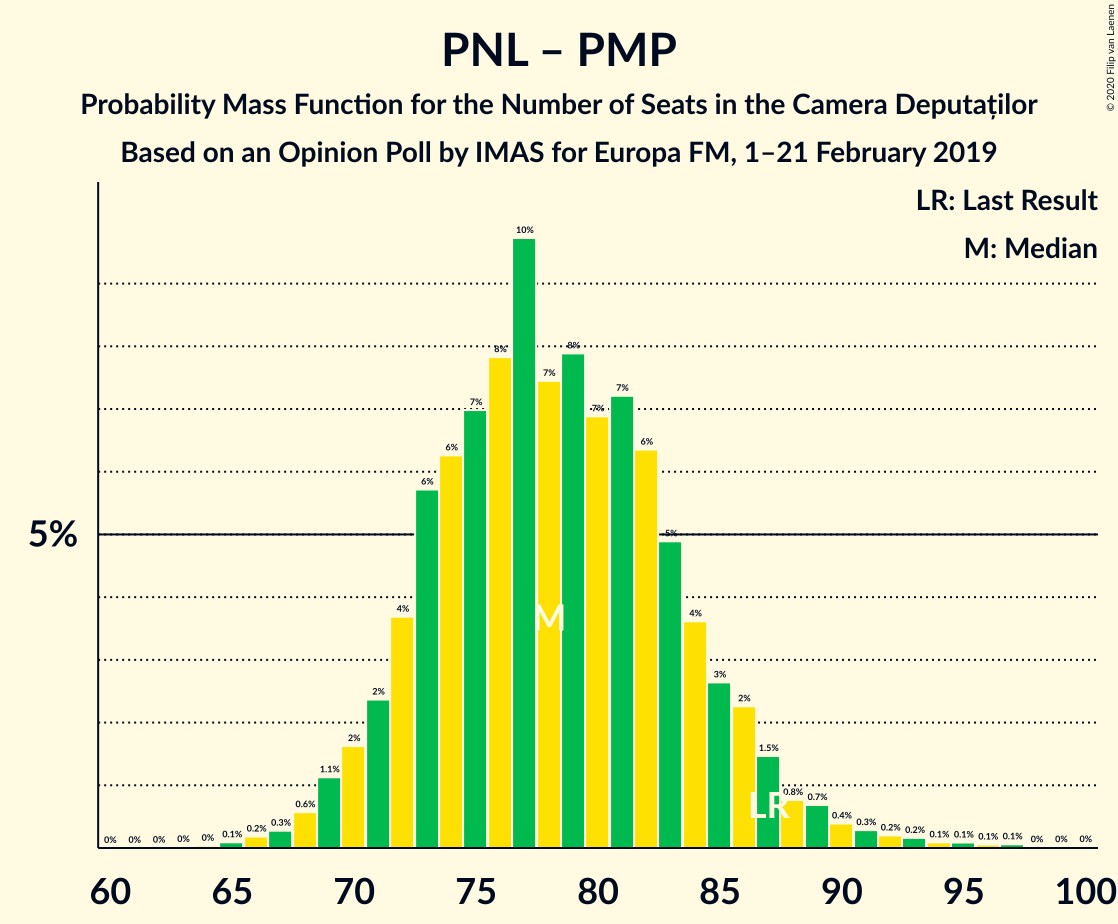 PNL – PMP
Probability Mass Function for the Number of Seats in the Camera Deputaților
Based on an Opinion Poll by IMAS for Europa FM, 1–21 February 2019
© 2020 Filip van Laenen
LR: Last Result
M: Median
5%
0% 0% 0% 0% 0% 0.1% 0.2% 0.3% 0.6% 1.1% 2% 2% 4% 6% 6% 7% 8% 10% 7% 8% 7% 7% 6% 5% 4% 3% 2% 1.5% 0.8% 0.7% 0.4% 0.3% 0.2% 0.2% 0.1% 0.1% 0.1% 0.1% 0% 0% 0%
M
LR
60 65 70 75 80 85 90 95 100